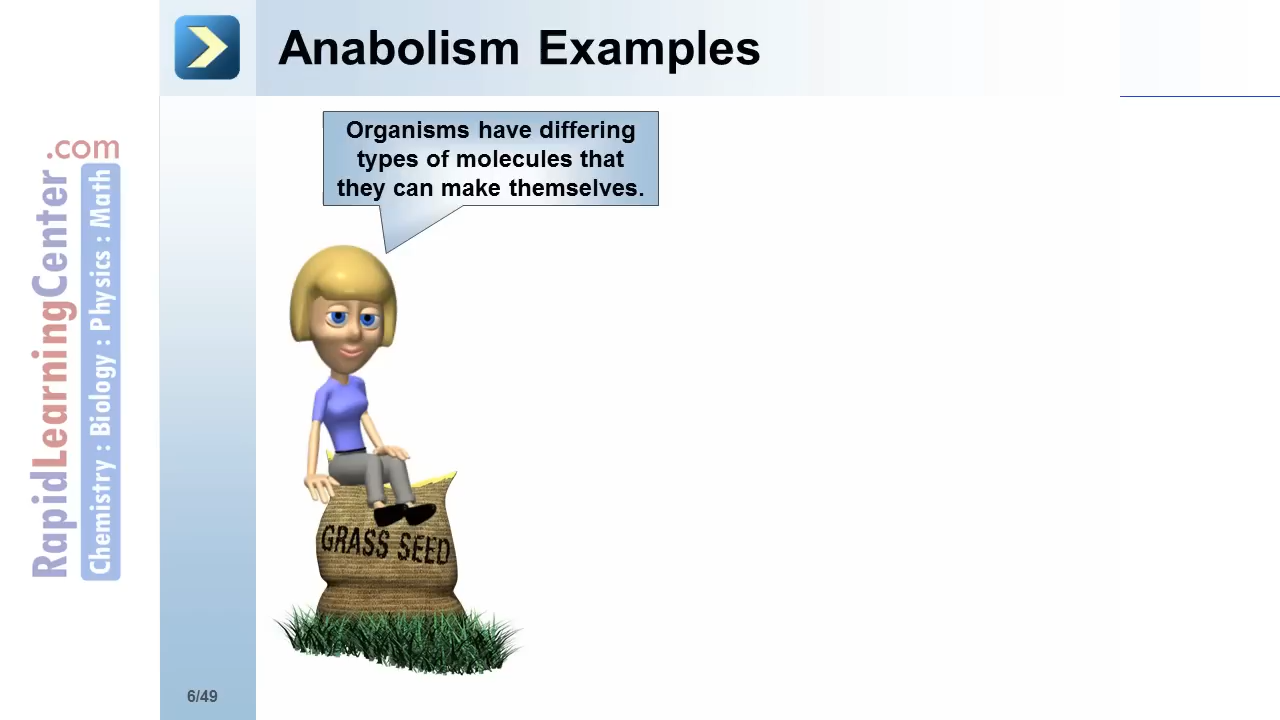 Anabolism Examples
Organisms have differing
types of molecules that
they can make themselves.
RapidLearningCenter.com
Chemistry : Biology : Physics : Math
GRASS SEED
6/49